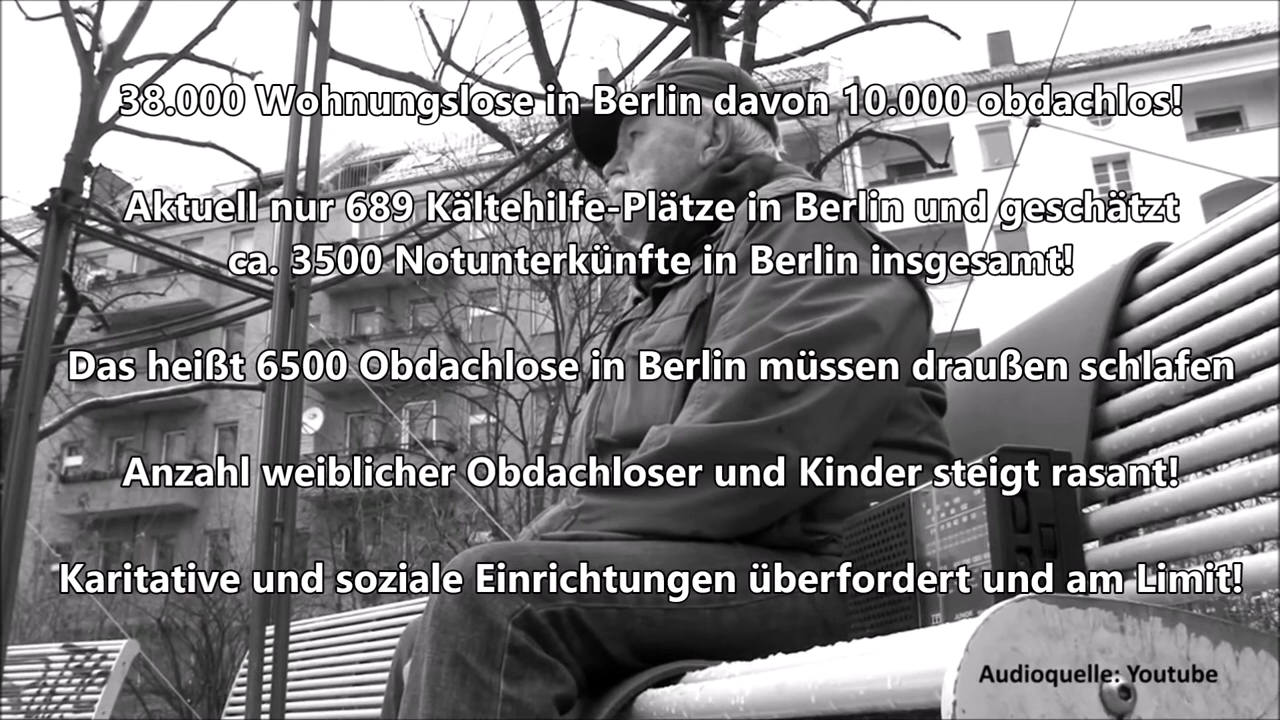 38.000 Wohnungslose in Berlin davon 10.000 obdachlos!
Aktuell nur 689 Kältehilfe-Plätze in Berlin und geschätzt
ca. 3500 Notunterkünfte in Berlin insgesamt!
Das heißt 6500 Obdachlose in Berlin müssen draußen schlafen
Anzahl weiblicher Obdachloser und Kinder steigt rasant!
Karitative und soziale Einrichtungen überfordert und am Limit!
Audioquelle: Youtube